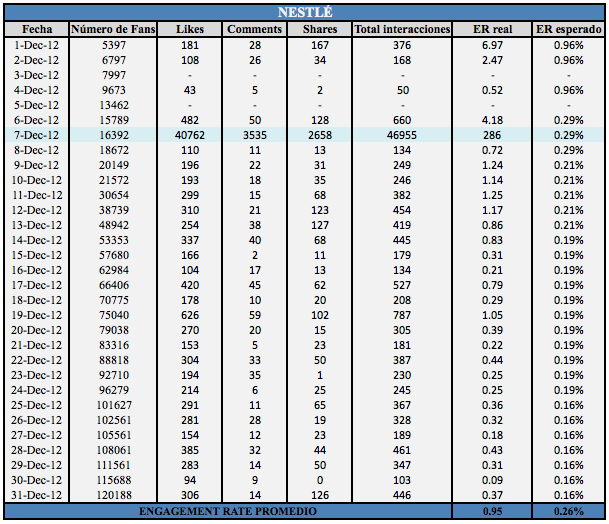 NESTLÉ
Fecha Número de Fans Likes Comments Shares Total interacciones ER real ER esperado
1-Dec-12 5397 181 28 167 376 6.97 0.96%
2-Dec-12 6797 108 26 34 168 2.47 0.96%
3-Dec-12 7997 - - - - - -
4-Dec-12 9673 43 5 2 50 0.52 0.96%
5-Dec-12 13462 - - - - - -
6-Dec-12 15789 482 50 128 660 4.18 0.29%
7-Dec-12 16392 40762 3535 2658 46955 286 0.29%
8-Dec-12 18672 110 11 13 134 0.72 0.29%
9-Dec-12 20149 196 22 31 249 1.24 0.21%
10-Dec-12 21572 193 18 35 246 1.14 0.21%
11-Dec-12 30654 299 15 68 382 1.25 0.21%
12-Dec-12 38739 310 21 123 454 1.17 0.21%
13-Dec-12 48942 254 38 127 419 0.86 0.21%
14-Dec-12 53353 337 40 68 445 0.83 0.19%
15-Dec-12 57680 166 2 11 179 0.31 0.19%
16-Dec-12 62984 104 17 13 134 0.21 0.19%
17-Dec-12 66406 420 45 62 527 0.79 0.19%
18-Dec-12 70775 178 10 20 208 0.29 0.19%
19-Dec-12 75040 626 59 102 787 1.05 0.19%
20-Dec-12 79038 270 20 15 305 0.39 0.19%
21-Dec-12 83316 153 5 23 181 0.22 0.19%
22-Dec-12 88818 304 33 50 387 0.44 0.19%
23-Dec-12 92710 194 35 1 230 0.25 0.19%
24-Dec-12 96279 214 6 25 245 0.25 0.19%
25-Dec-12 101627 291 11 65 367 0.36 0.16%
26-Dec-12 102561 281 28 19 328 0.32 0.16%
27-Dec-12 105561 154 12 23 189 0.18 0.16%
28-Dec-12 108061 385 32 44 461 0.43 0.16%
29-Dec-12 111561 283 14 50 347 0.31 0.16%
30-Dec-12 115688 94 9 0 103 0.09 0.16%
31-Dec-12 120188 306 14 126 446 0.37 0.16%
ENGAGEMENT RATE PROMEDIO 0.95 0.26%